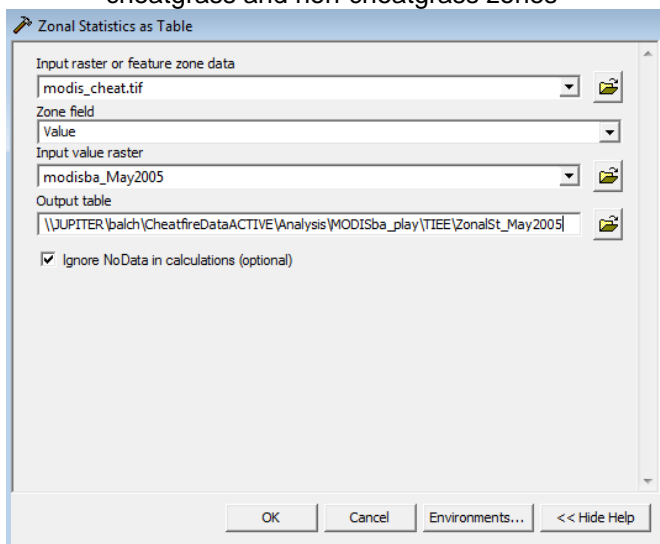 cheatgrass and non-cheatgrass zones
Zonal Statistics as Table
Input raster or feature zone data
modis_cheat.tif
Zone field
Value
Input value raster
modisba_May2005
Output table
\\JUPITER\balch\CheatfireDataACTIVE\Analysis\MODISba_play\TIEE\ZonalSt_May2005
Ignore NoData in calculations (optional)
OK
Cancel
Environments...
<< Hide Help